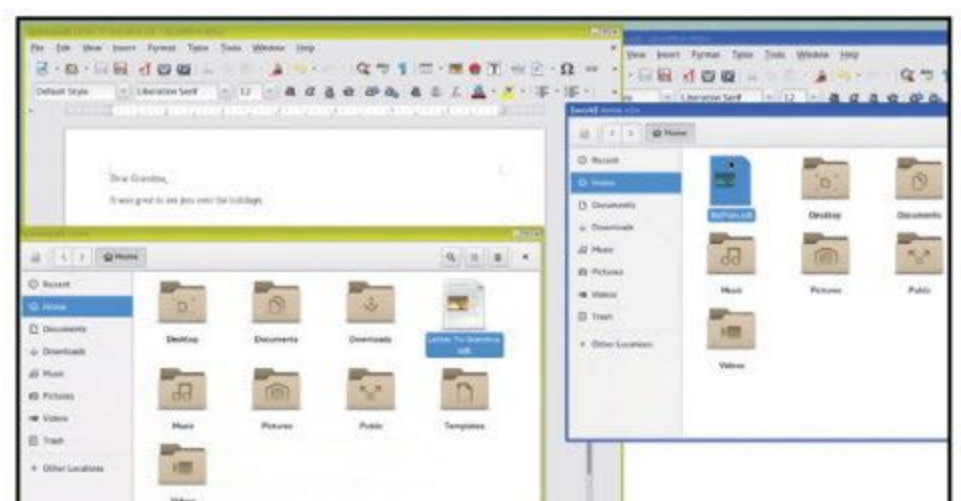 File Edit View Insert Format Table Tools Window Help
Default Style Liberation Serif 12
Dear Grandma,
It was great to see you over the holidays.
Home
Recent
Home
Documents
Downloads
Music
Pictures
Videos
Trash
+ Other Locations
Desktop
Documents
Downloads
Letter To Grandma.odt
Music
Pictures
Public
Templates
Videos
View Insert Format Table Tools Window Help
Liberation Serif 12
Home
Recent
Home
Documents
Downloads
Music
Pictures
Videos
Trash
+ Other Locations
Desktop
Documents
Music
Pictures
Public
Videos